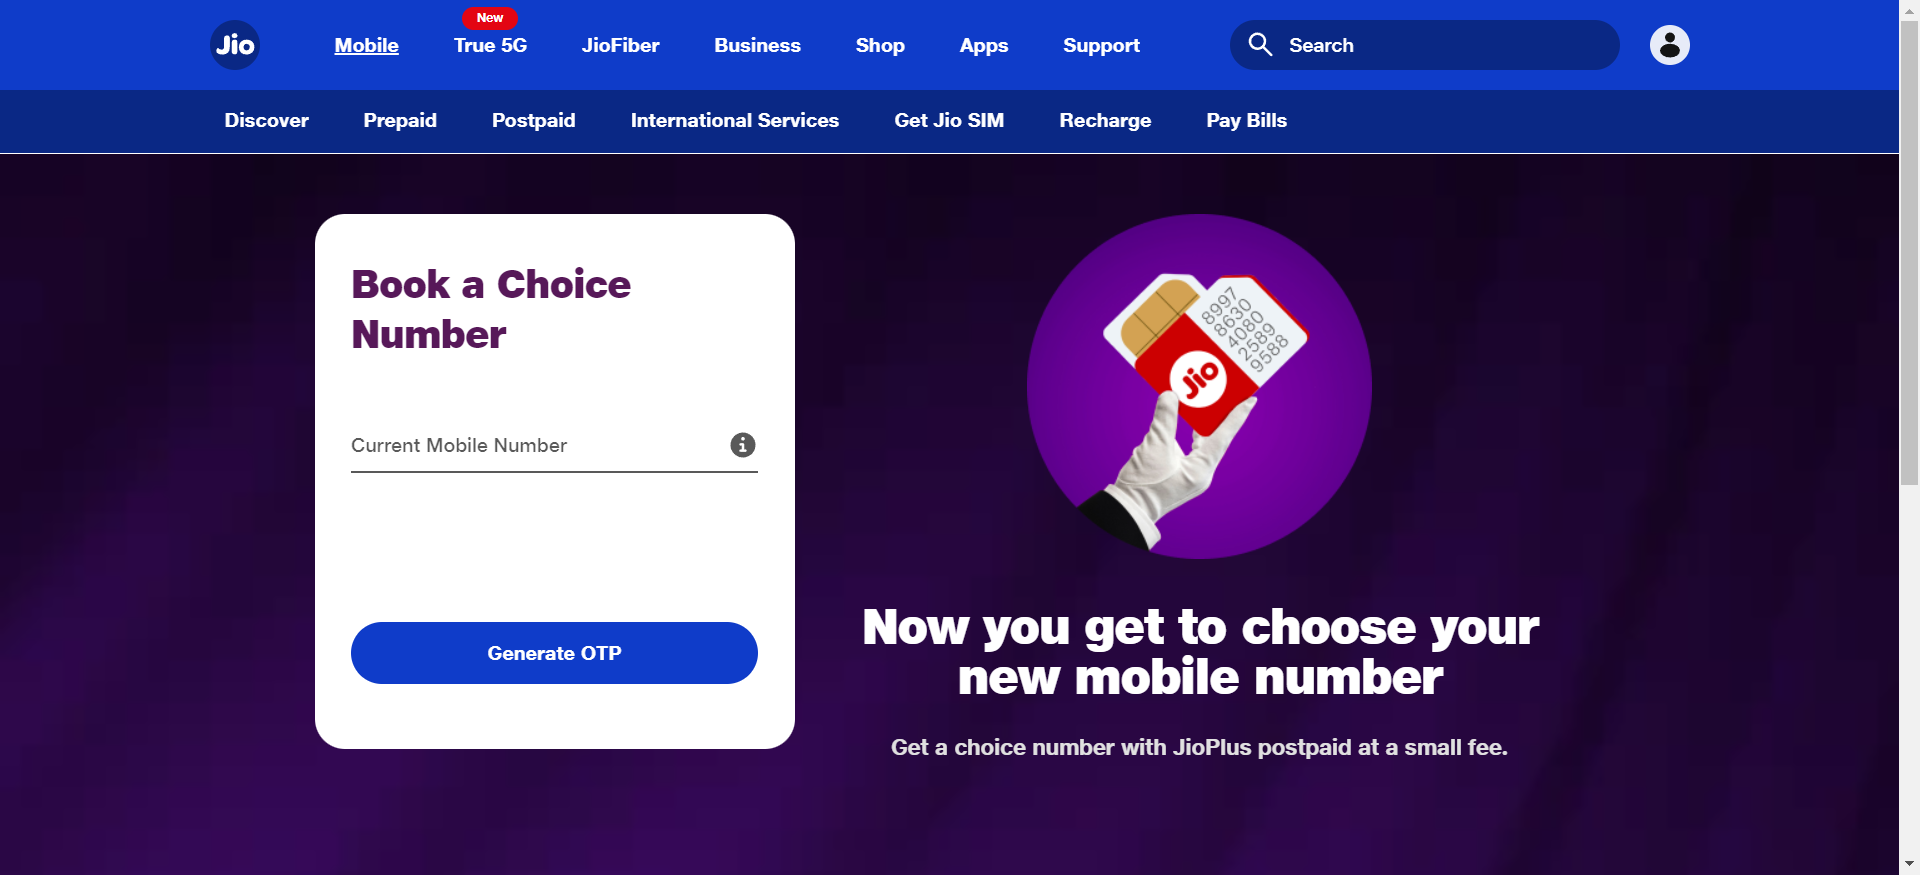 Jio
Mobile
New
True 5G
JioFiber
Business
Shop
Apps
Support
Search
Discover
Prepaid
Postpaid
International Services
Get Jio SIM
Recharge
Pay Bills
Book a Choice
Number
Current Mobile Number
Generate OTP
8997
8630
4080
2589
9588
Jio
Now you get to choose your
new mobile number
Get a choice number with JioPlus postpaid at a small fee.